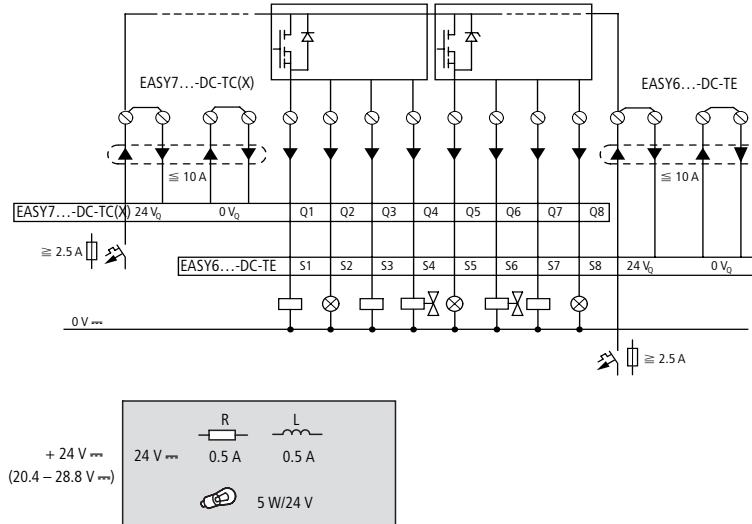 EASY7...-DC-TC(X)
EASY6...-DC-TE
≦ 10 A
≦ 10 A
EASY7...-DC-TC(X) 24 VQ 0 VQ Q1 Q2 Q3 Q4 Q5 Q6 Q7 Q8
≧ 2.5 A
EASY6...-DC-TE S1 S2 S3 S4 S5 S6 S7 S8 24 VQ 0 VQ
0 V ⎓
≧ 2.5 A
R L
+ 24 V ⎓ 24 V ⎓ 0.5 A 0.5 A
(20.4 – 28.8 V ⎓)
5 W/24 V